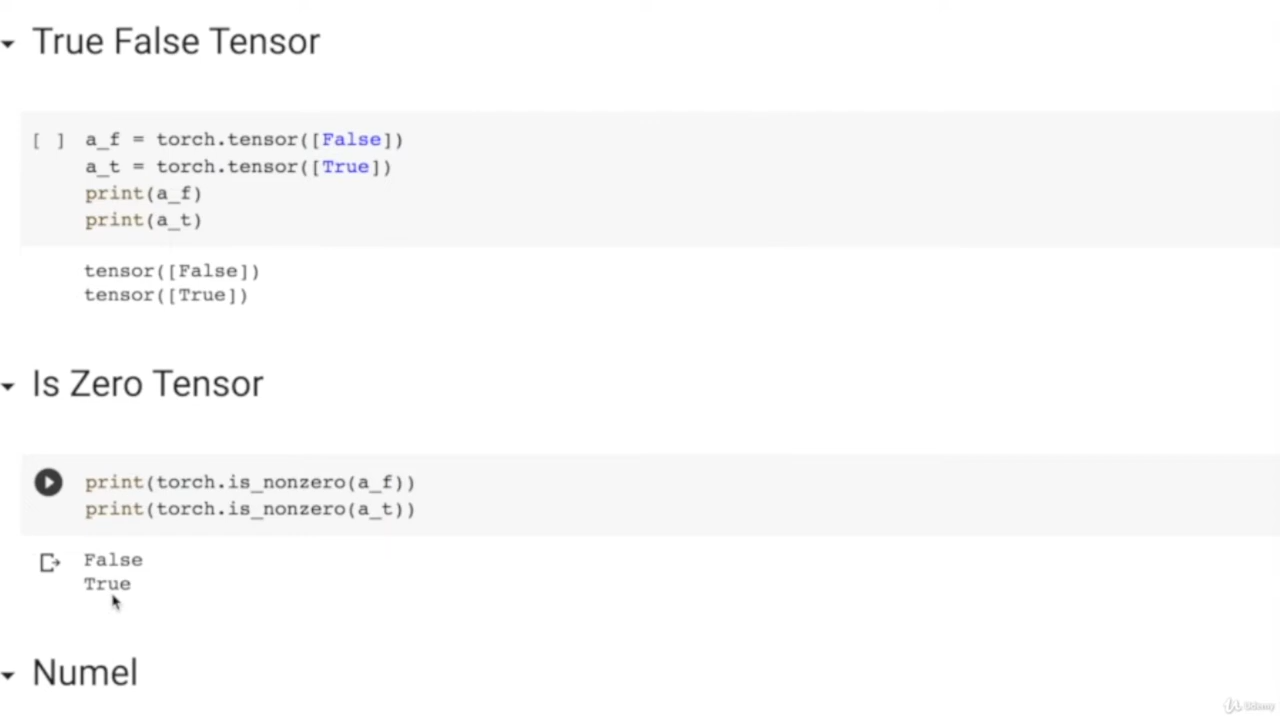 True False Tensor
[ ] a_f = torch.tensor([False])
a_t = torch.tensor([True])
print(a_f)
print(a_t)
tensor([False])
tensor([True])
Is Zero Tensor
print(torch.is_nonzero(a_f))
print(torch.is_nonzero(a_t))
False
True
Numel
Udemy